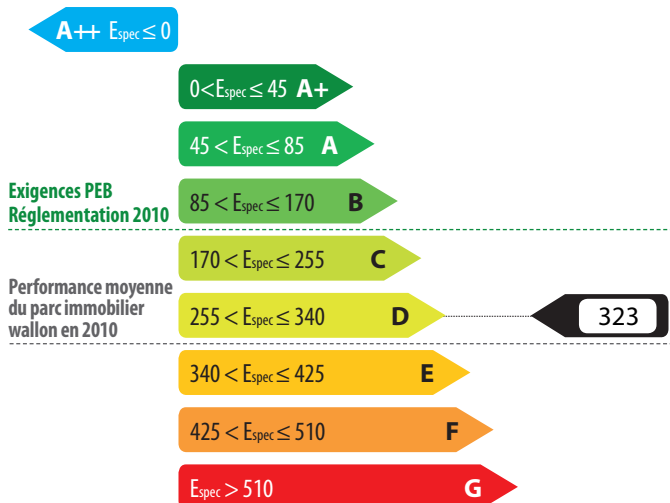 A++ Espec ≤ 0
0<Espec ≤ 45 A+
45 < Espec ≤ 85 A
Exigences PEB
Réglementation 2010
85 < Espec ≤ 170 B
170 < Espec ≤ 255 C
Performance moyenne
du parc immobilier
wallon en 2010
255 < Espec ≤ 340 D
323
340 < Espec ≤ 425 E
425 < Espec ≤ 510 F
Espec > 510 G